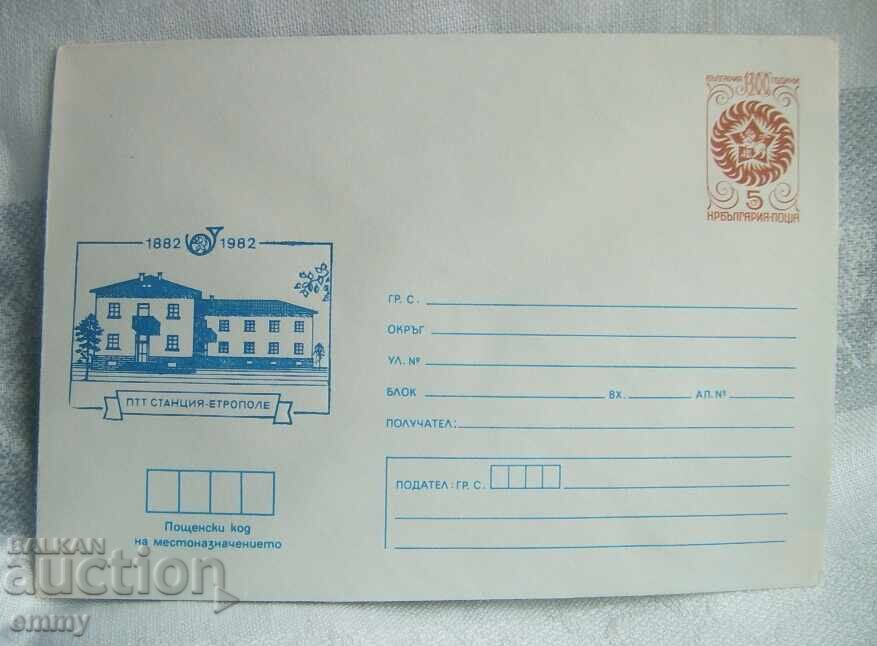 БЪЛГАРИЯ 1300 ГОДИНИ
5
НРБЪЛГАРИЯ-ПОЩА
1882 1982
ПТТ СТАНЦИЯ-ЕТРОПОЛЕ
ГР. С.
ОКРЪГ
УЛ. №
БЛОК ВХ. АП. №
ПОЛУЧАТЕЛ:
ПОДАТЕЛ: ГР. С.
Пощенски код
на местоназначението
BALKAN
auction
emmy